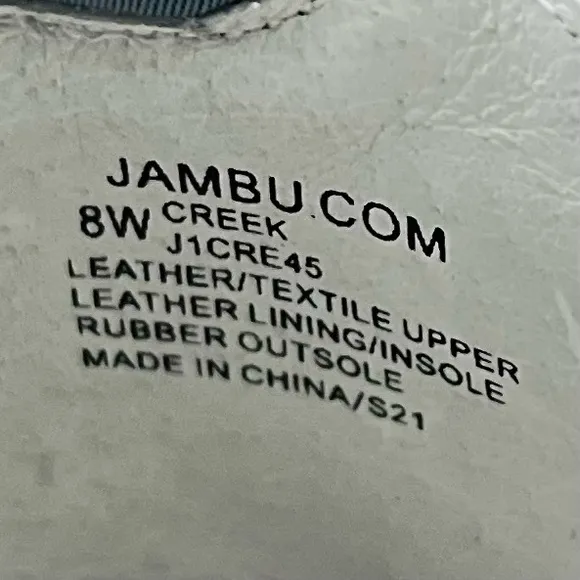 JAMBU.COM
8W CREEK
J1CRE45
LEATHER/TEXTILE UPPER
LEATHER LINING/INSOLE
RUBBER OUTSOLE
MADE IN CHINA/S21